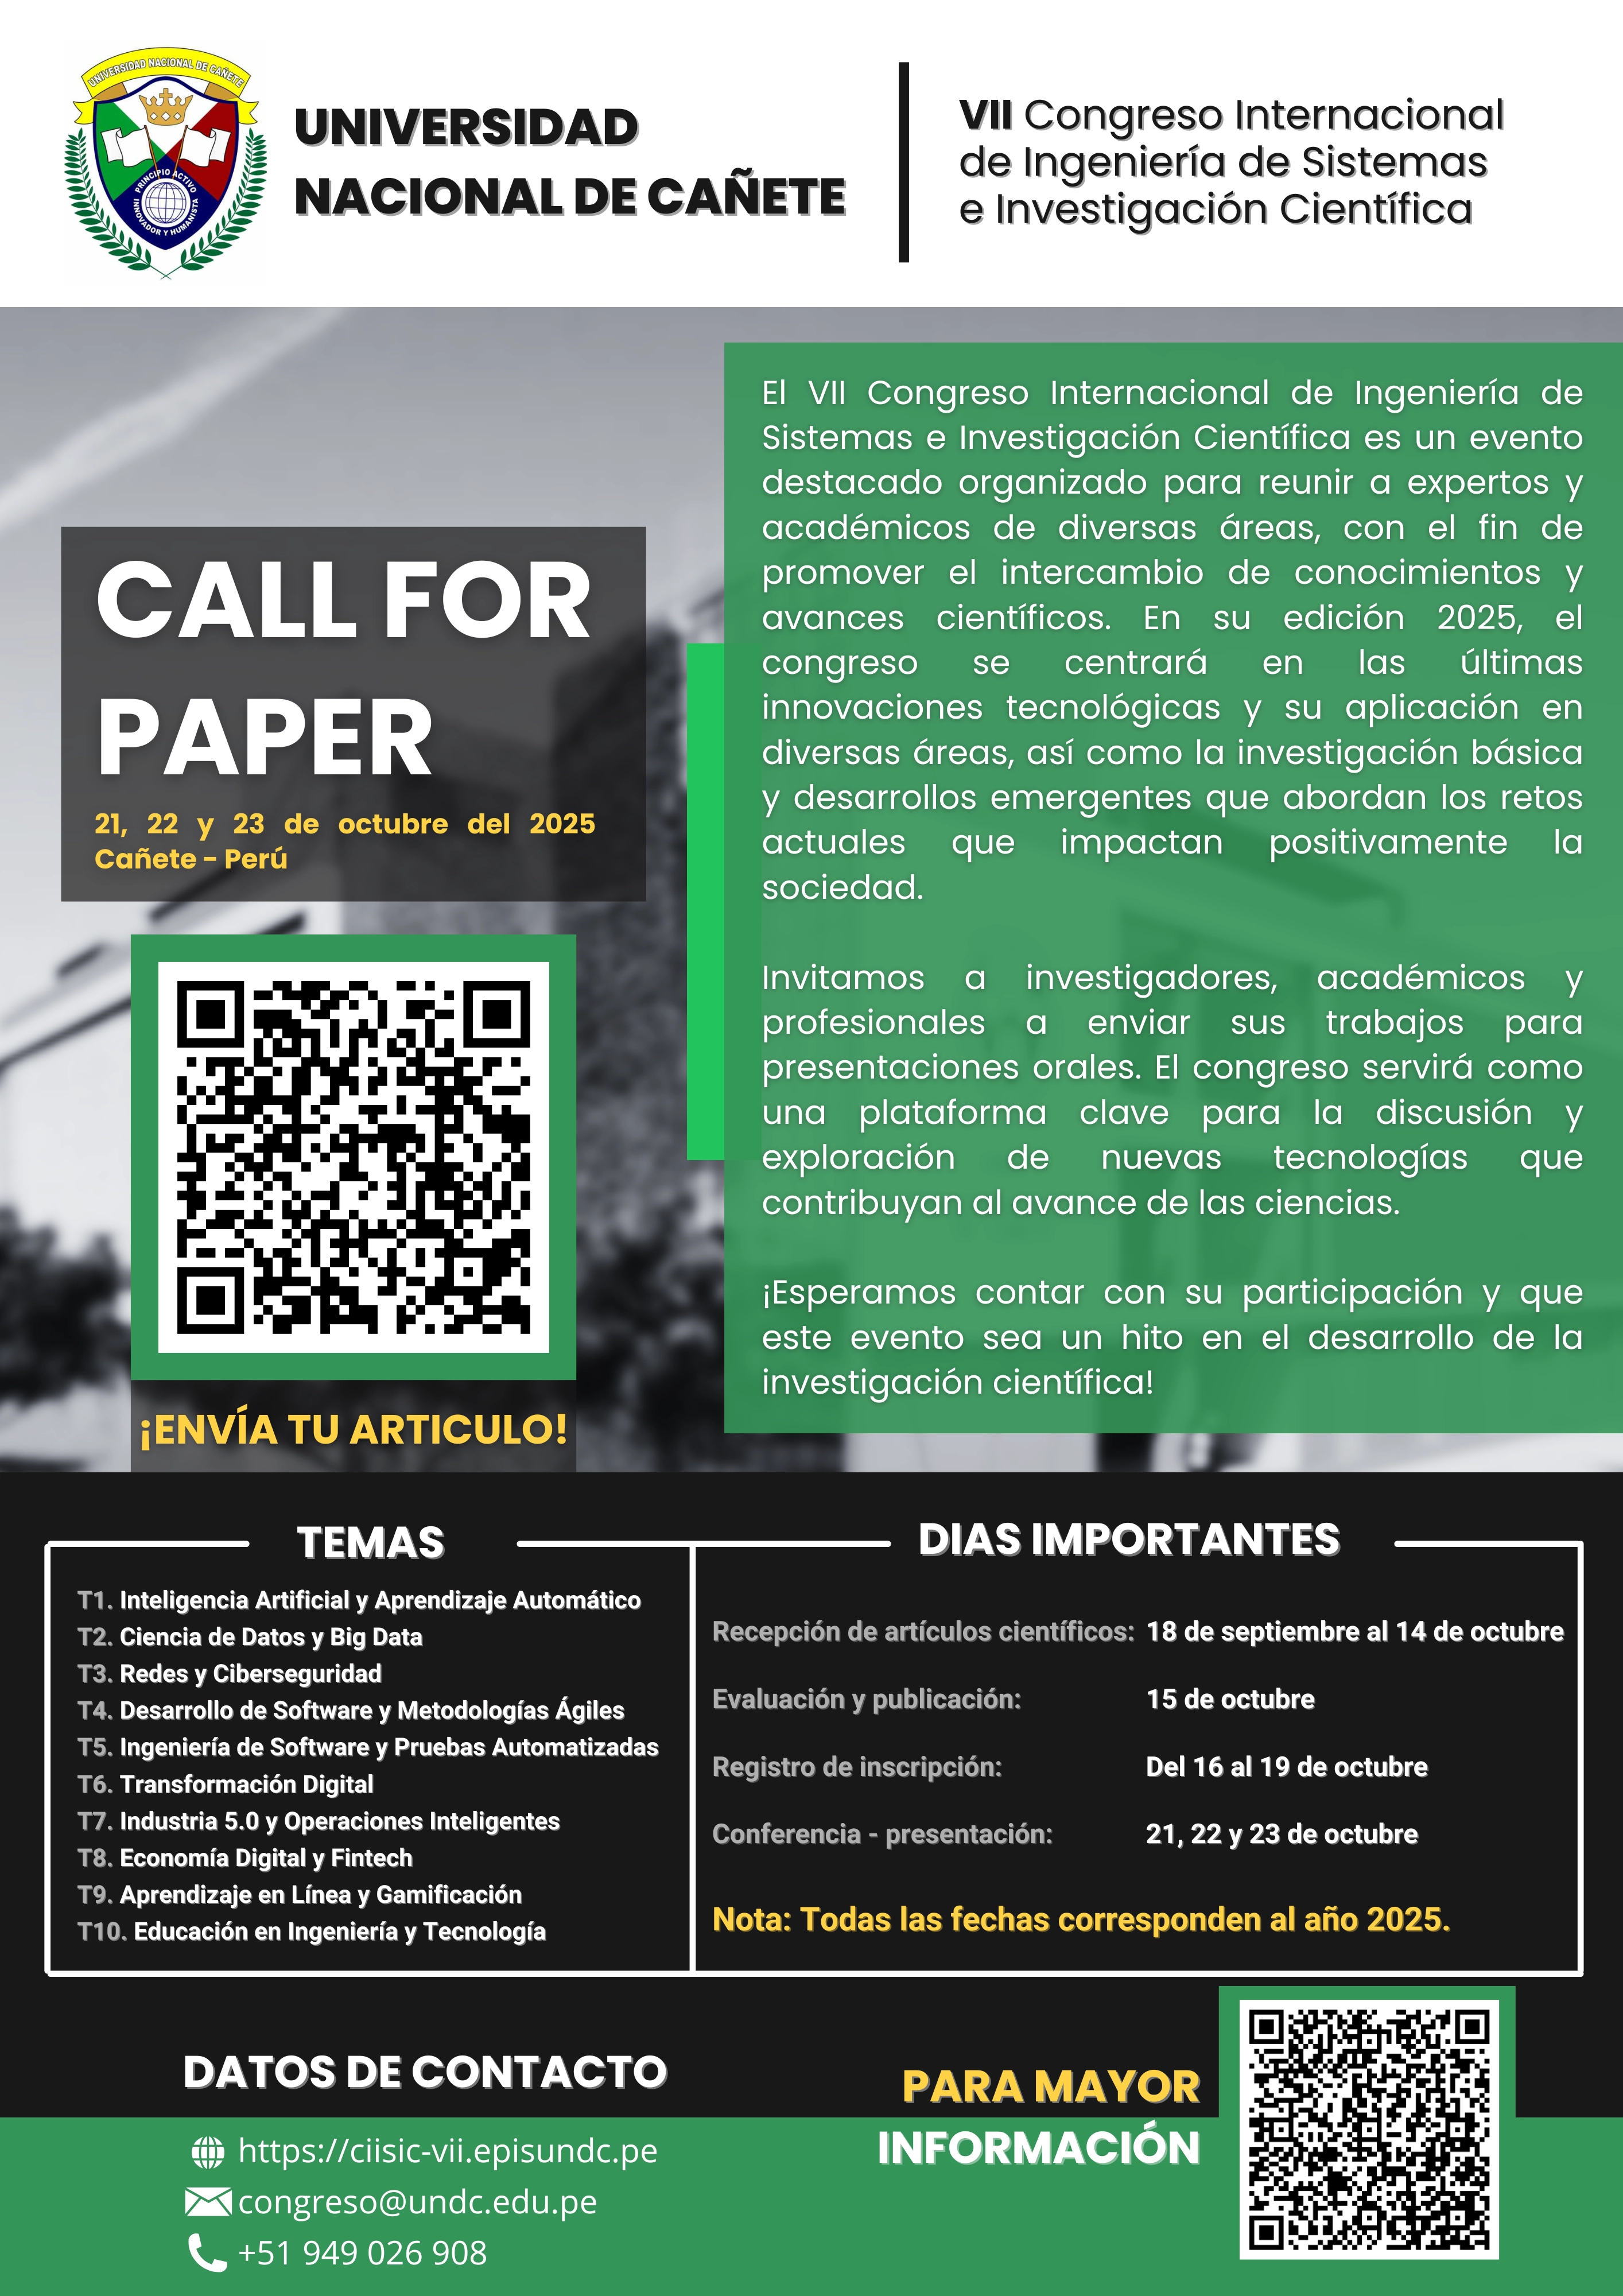 UNIVERSIDAD NACIONAL DE CAÑETE
PRINCIPIO ACTIVO
INNOVADOR Y HUMANISTA
UNIVERSIDAD
NACIONAL DE CAÑETE
VII Congreso Internacional
de Ingeniería de Sistemas
e Investigación Científica
CALL FOR
PAPER
21, 22 y 23 de octubre del 2025
Cañete - Perú
¡ENVÍA TU ARTICULO!
El VII Congreso Internacional de Ingeniería de
Sistemas e Investigación Científica es un evento
destacado organizado para reunir a expertos y
académicos de diversas áreas, con el fin de
promover el intercambio de conocimientos y
avances científicos. En su edición 2025, el
congreso se centrará en las últimas
innovaciones tecnológicas y su aplicación en
diversas áreas, así como la investigación básica
y desarrollos emergentes que abordan los retos
actuales que impactan positivamente la
sociedad.
Invitamos a investigadores, académicos y
profesionales a enviar sus trabajos para
presentaciones orales. El congreso servirá como
una plataforma clave para la discusión y
exploración de nuevas tecnologías que
contribuyan al avance de las ciencias.
¡Esperamos contar con su participación y que
este evento sea un hito en el desarrollo de la
investigación científica!
TEMAS
T1. Inteligencia Artificial y Aprendizaje Automático
T2. Ciencia de Datos y Big Data
T3. Redes y Ciberseguridad
T4. Desarrollo de Software y Metodologías Ágiles
T5. Ingeniería de Software y Pruebas Automatizadas
T6. Transformación Digital
T7. Industria 5.0 y Operaciones Inteligentes
T8. Economía Digital y Fintech
T9. Aprendizaje en Línea y Gamificación
T10. Educación en Ingeniería y Tecnología
DIAS IMPORTANTES
Recepción de artículos científicos: 18 de septiembre al 14 de octubre
Evaluación y publicación: 15 de octubre
Registro de inscripción: Del 16 al 19 de octubre
Conferencia - presentación: 21, 22 y 23 de octubre
Nota: Todas las fechas corresponden al año 2025.
DATOS DE CONTACTO
https://ciisic-vii.episundc.pe
congreso@undc.edu.pe
+51 949 026 908
PARA MAYOR
INFORMACIÓN